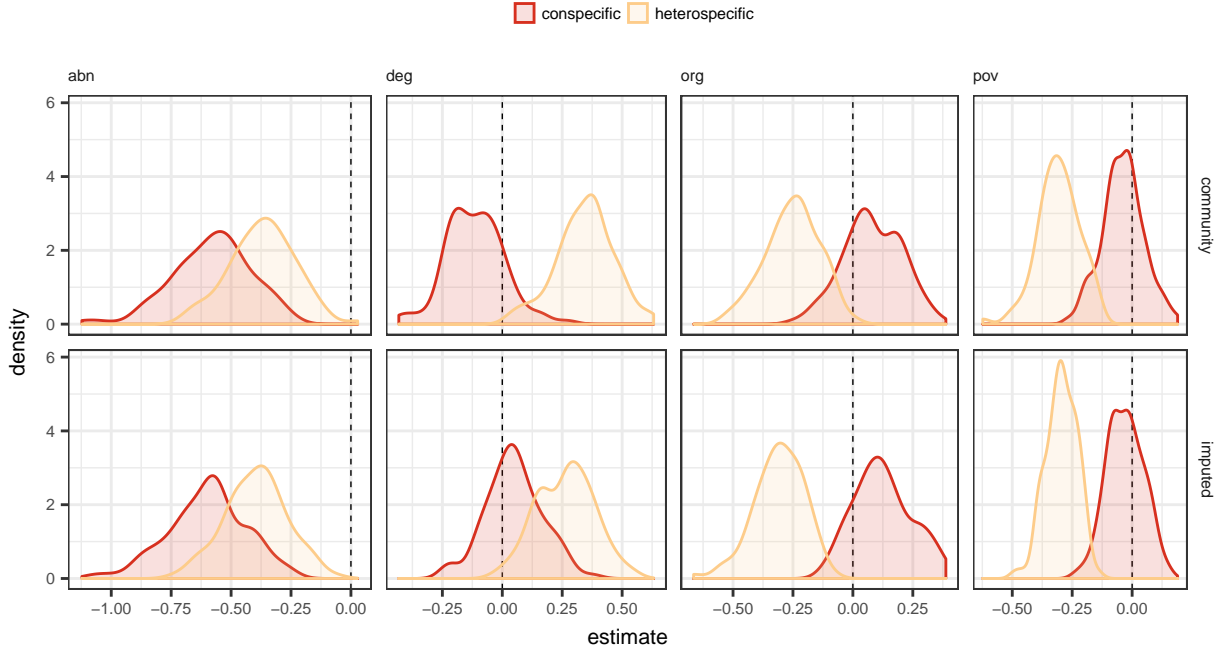 conspecific heterospecific
abn deg org pov
6
4
2
0
community
density
6
4
2
0
imputed
−1.00 −0.75 −0.50 −0.25 0.00 −0.25 0.00 0.25 0.50 −0.50 −0.25 0.00 0.25 −0.50 −0.25 0.00
estimate